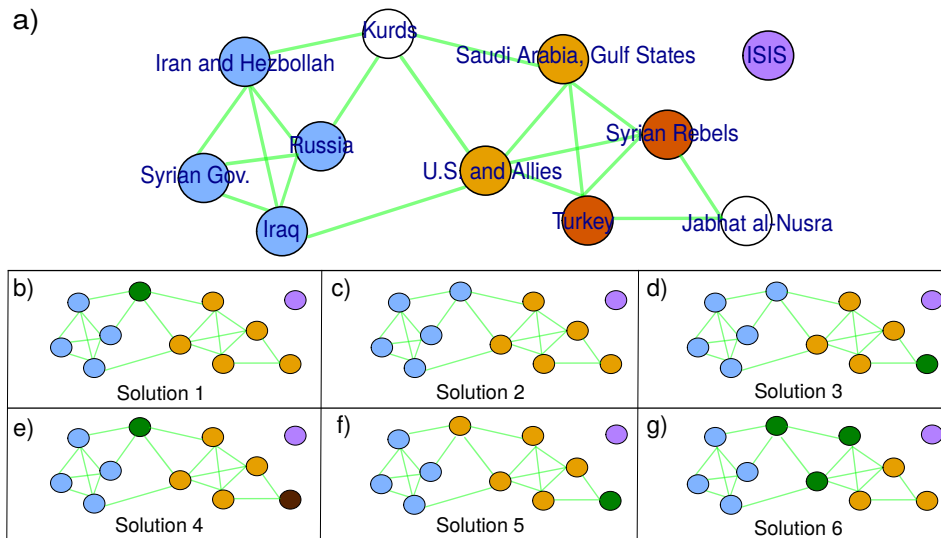 a)
Kurds
Iran and Hezbollah
Saudi Arabia, Gulf States
ISIS
Russia
Syrian Rebels
Syrian Gov.
U.S. and Allies
Iraq
Turkey
Jabhat al-Nusra
b)
Solution 1
c)
Solution 2
d)
Solution 3
e)
Solution 4
f)
Solution 5
g)
Solution 6